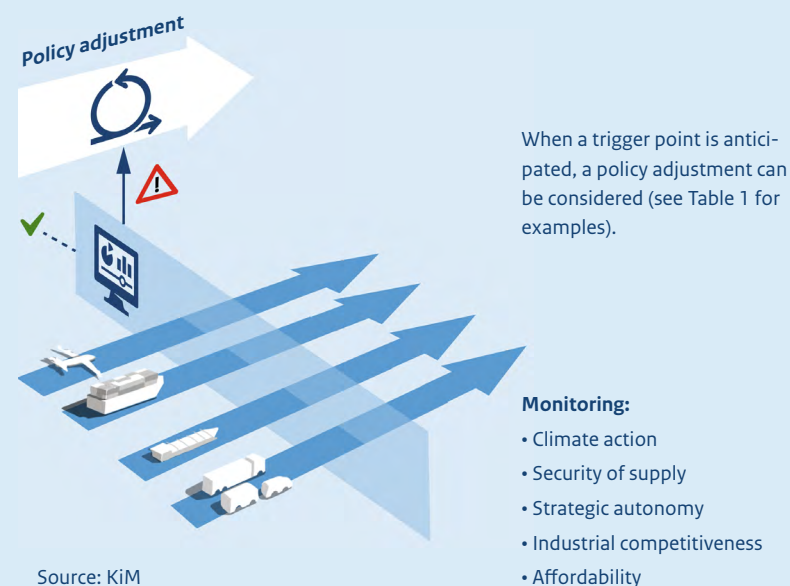 Policy adjustment
When a trigger point is antici-
pated, a policy adjustment can
be considered (see Table 1 for
examples).
Monitoring:
• Climate action
• Security of supply
• Strategic autonomy
• Industrial competitiveness
• Affordability
Source: KiM